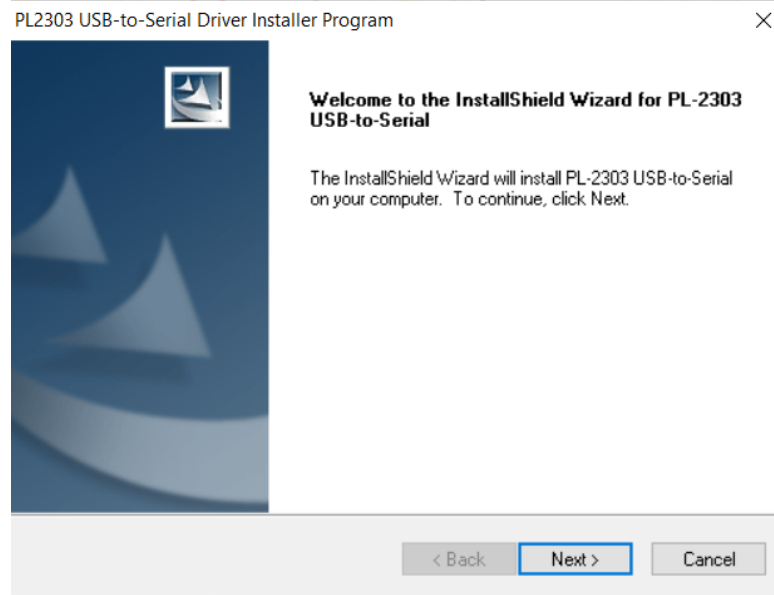 PL2303 USB-to-Serial Driver Installer Program
Welcome to the InstallShield Wizard for PL-2303
USB-to-Serial
The InstallShield Wizard will install PL-2303 USB-to-Serial
on your computer. To continue, click Next.
< Back Next > Cancel